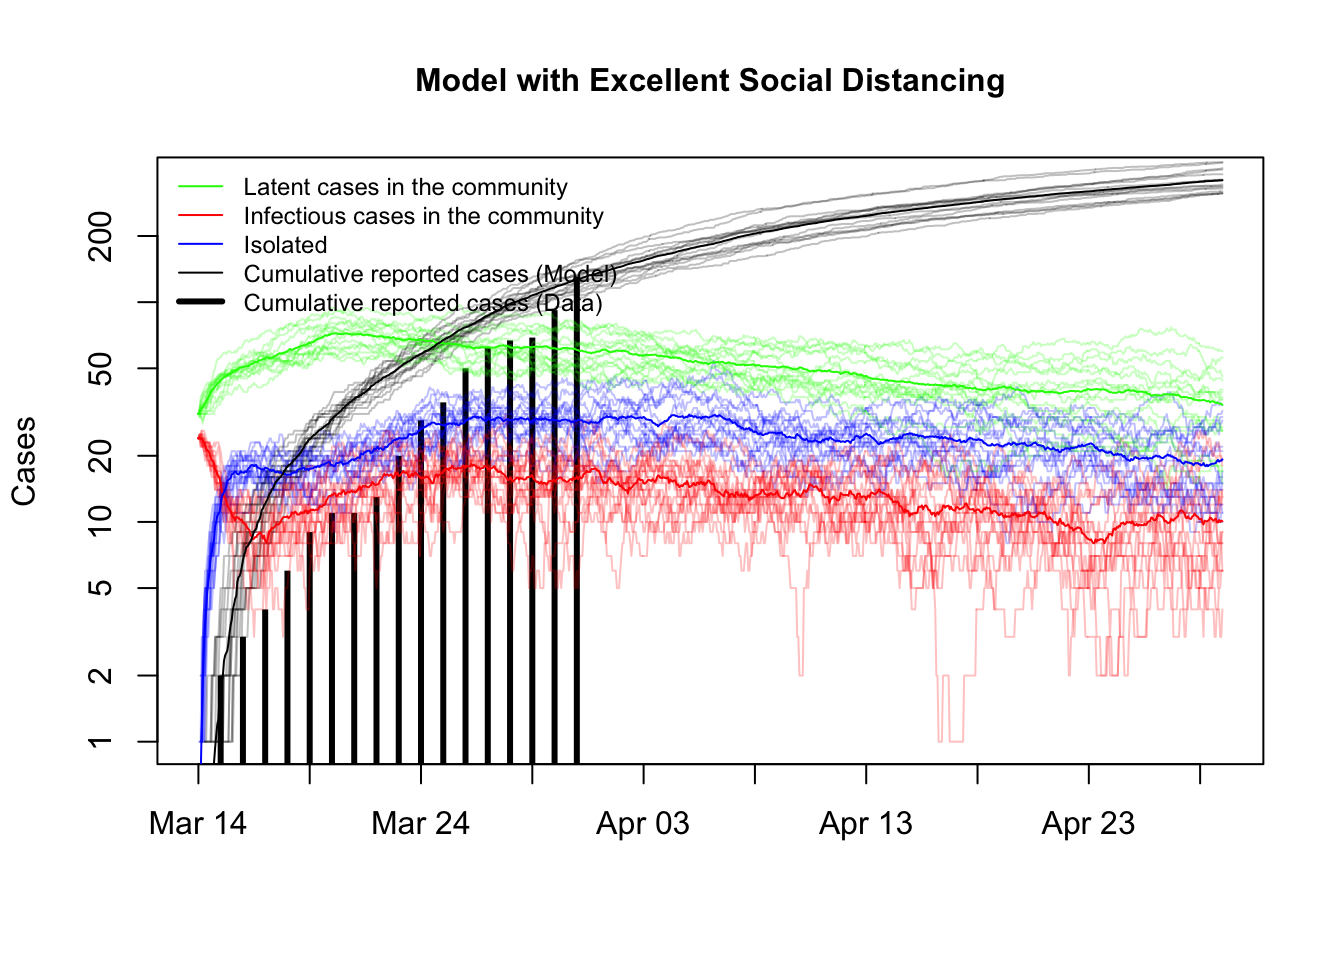 Model with Excellent Social Distancing
Latent cases in the community
Infectious cases in the community
Isolated
Cumulative reported cases (Model)
Cumulative reported cases (Data)
Cases
200
50
20
10
5
2
1
Mar 14
Mar 24
Apr 03
Apr 13
Apr 23